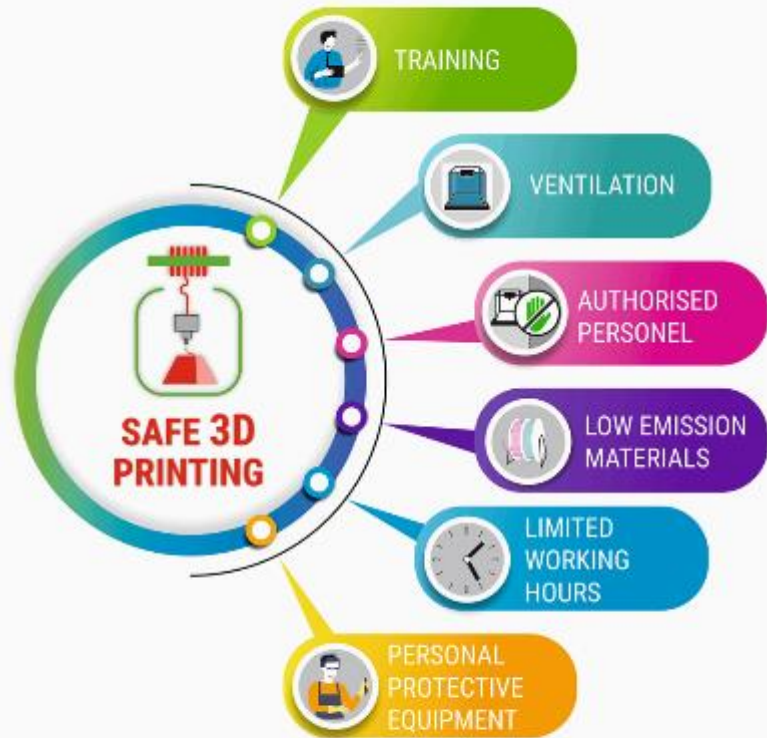 TRAINING
VENTILATION
AUTHORISED
PERSONEL
SAFE 3D
PRINTING
LOW EMISSION
MATERIALS
LIMITED
WORKING
HOURS
PERSONAL
PROTECTIVE
EQUIPMENT